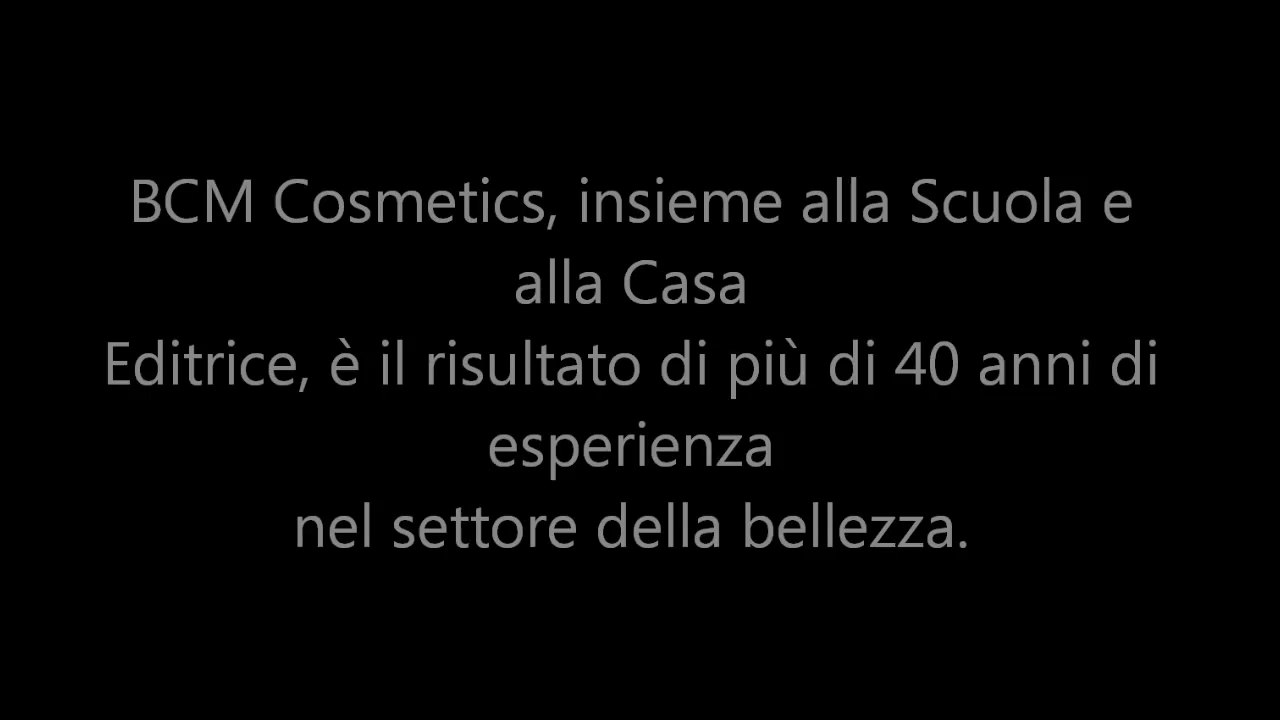 BCM Cosmetics, insieme alla Scuola e
alla Casa
Editrice, è il risultato di più di 40 anni di
esperienza
nel settore della bellezza.